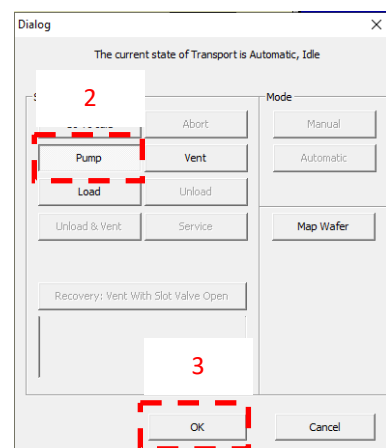 Dialog
The current state of Transport is Automatic, Idle
2
Mode
Abort
Manual
Pump
Vent
Automatic
Load
Unload
Unload & Vent
Service
Map Wafer
Recovery: Vent With Slot Valve Open
3
OK
Cancel